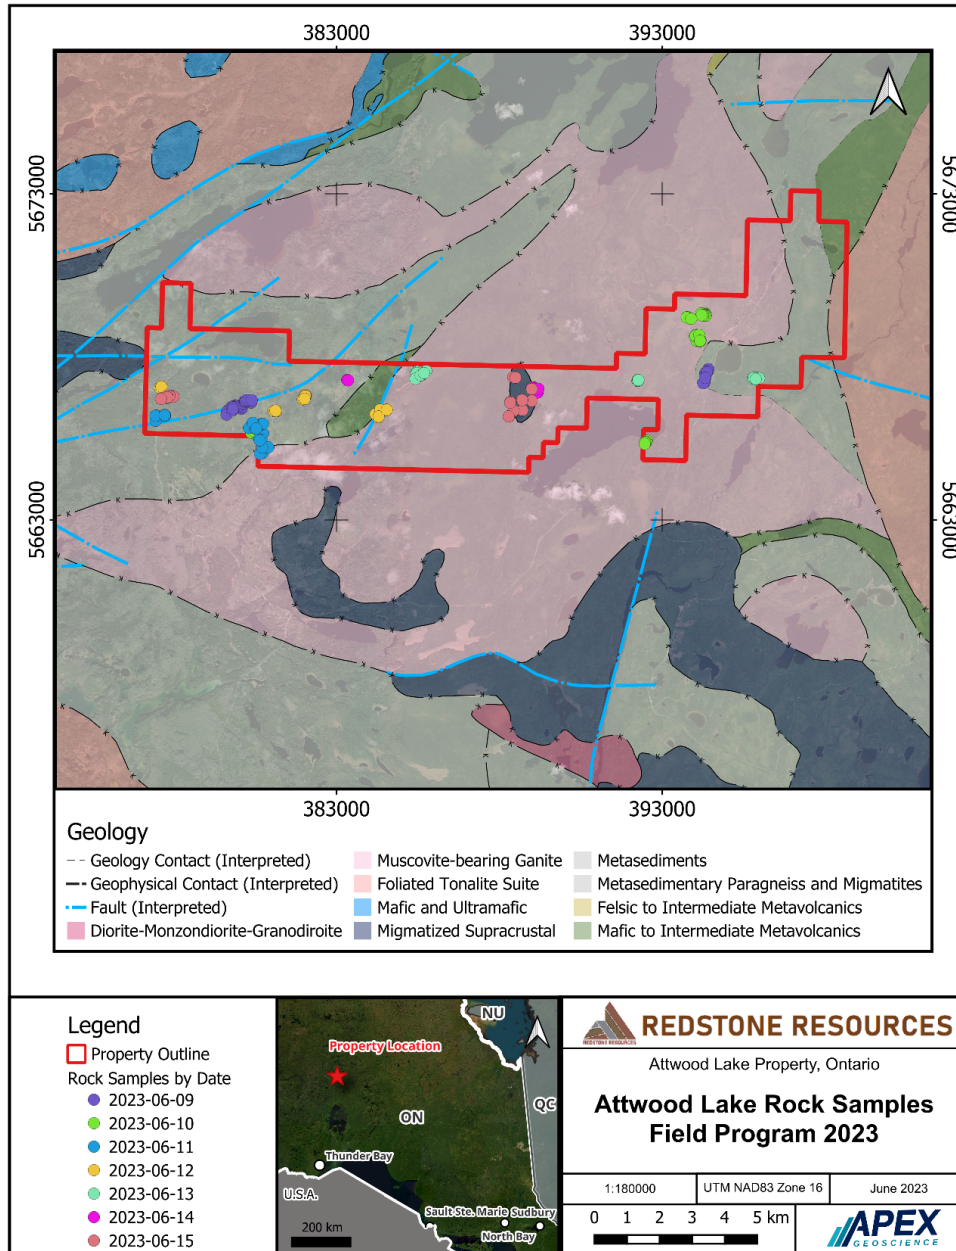 383000
393000
5673000
5673000
5663000
5663000
383000
393000
Geology
Geology Contact (Interpreted)
Geophysical Contact (Interpreted)
Fault (Interpreted)
Diorite-Monzondiorite-Granodiroite
Muscovite-bearing Ganite
Foliated Tonalite Suite
Mafic and Ultramafic
Migmatized Supracrustal
Metasediments
Metasedimentary Paragneiss and Migmatites
Felsic to Intermediate Metavolcanics
Mafic to Intermediate Metavolcanics
Legend
Property Outline
Rock Samples by Date
2023-06-09
2023-06-10
2023-06-11
2023-06-12
2023-06-13
2023-06-14
2023-06-15
NU
Property Location
ON
QC
Thunder Bay
U.S.A.
Sault Ste. Marie
Sudbury
North Bay
200 km
REDSTONE RESOURCES
REDSTONE RESOURCES
Attwood Lake Property, Ontario
Attwood Lake Rock Samples
Field Program 2023
1:180000
UTM NAD83 Zone 16
June 2023
0 1 2 3 4 5 km
APEX
GEOSCIENCE